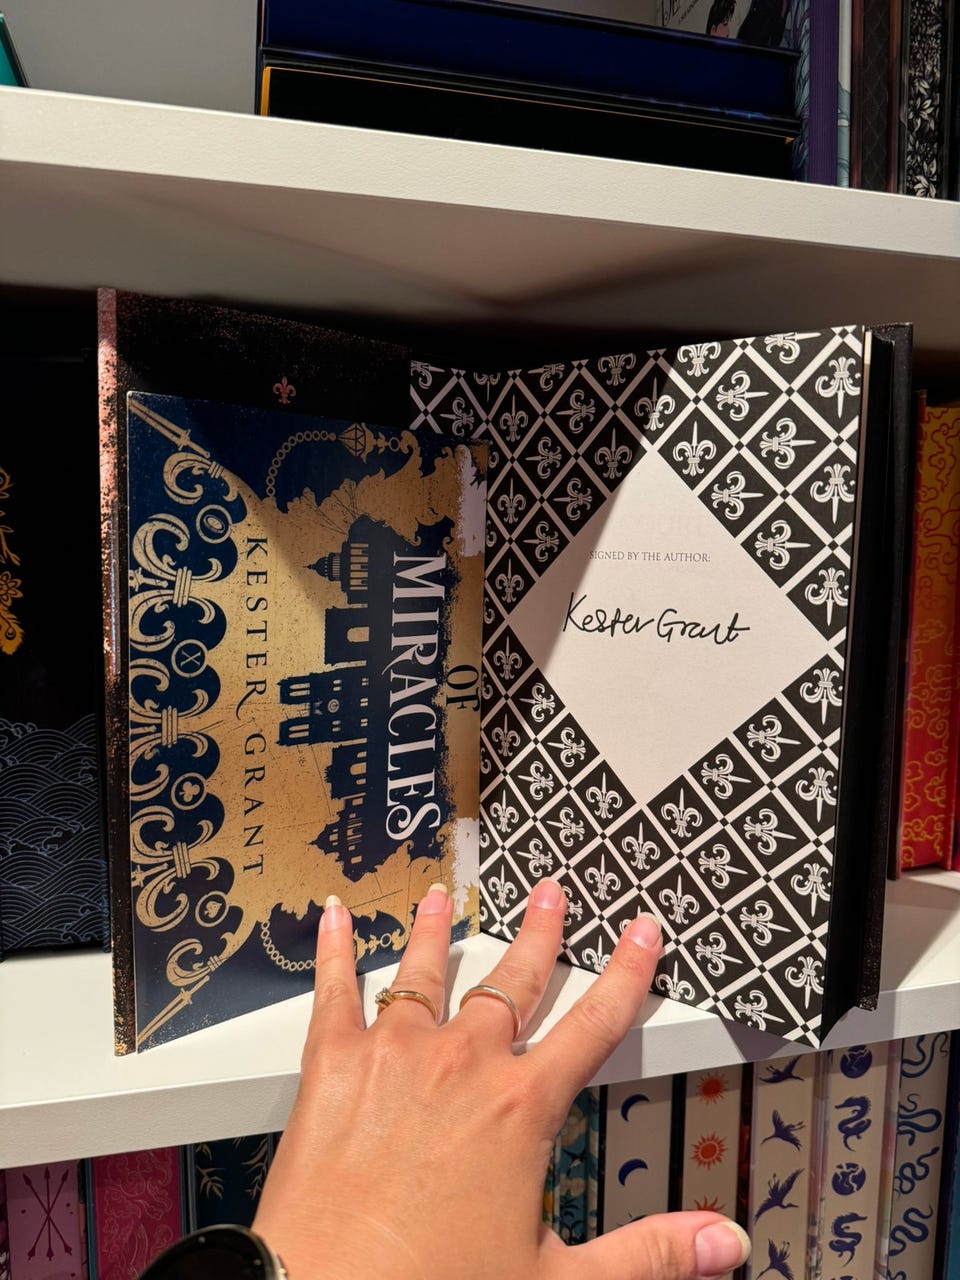 OF
MIRACLES
KESTER GRANT
SIGNED BY THE AUTHOR:
Kester Grant